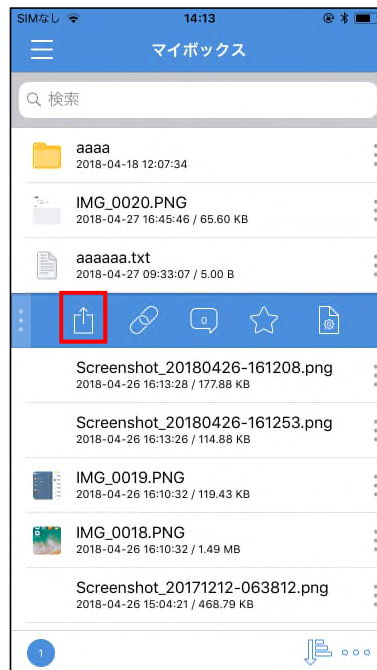 SIMなし 14:13
マイボックス
検索
aaaa
2018-04-18 12:07:34
IMG_0020.PNG
2018-04-27 16:45:46 / 65.60 KB
aaaaaa.txt
2018-04-27 09:33:07 / 5.00 B
0
Screenshot_20180426-161208.png
2018-04-26 16:13:28 / 177.88 KB
Screenshot_20180426-161253.png
2018-04-26 16:13:26 / 114.88 KB
IMG_0019.PNG
2018-04-26 16:10:32 / 119.43 KB
IMG_0018.PNG
2018-04-26 16:10:32 / 1.49 MB
Screenshot_20171212-063812.png
2018-04-26 15:04:21 / 468.79 KB
1